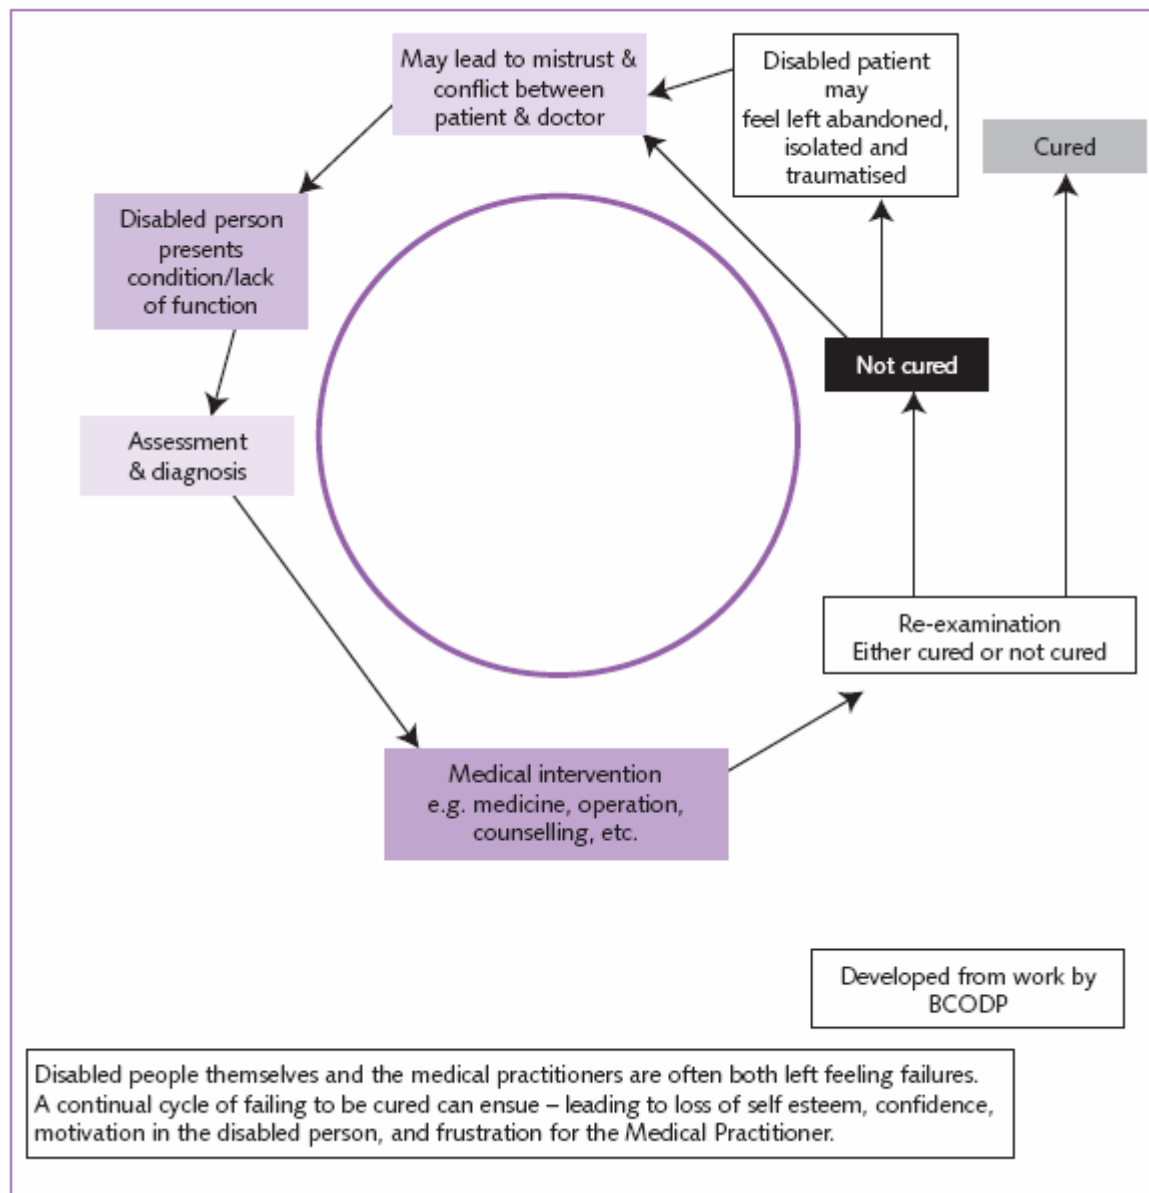 May lead to mistrust &
conflict between
patient & doctor
Disabled patient
may
feel left abandoned,
isolated and
traumatised
Cured
Disabled person
presents
condition/lack
of function
Not cured
Assessment
& diagnosis
Re-examination
Either cured or not cured
Medical intervention
e.g. medicine, operation,
counselling, etc.
Developed from work by
BCODP
Disabled people themselves and the medical practitioners are often both left feeling failures.
A continual cycle of failing to be cured can ensue – leading to loss of self esteem, confidence,
motivation in the disabled person, and frustration for the Medical Practitioner.